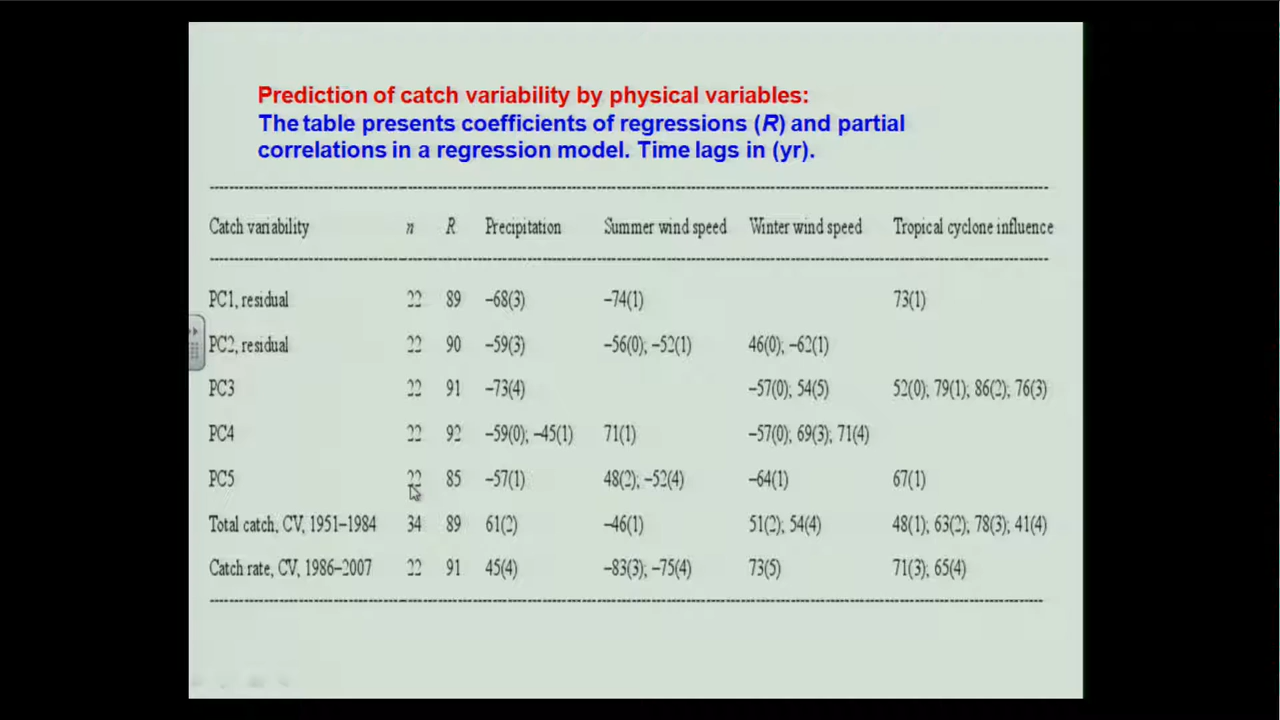 Prediction of catch variability by physical variables:
The table presents coefficients of regressions (R) and partial
correlations in a regression model. Time lags in (yr).
Catch variability n R Precipitation Summer wind speed Winter wind speed Tropical cyclone influence
PC1, residual 22 89 –68(3) –74(1) 73(1)
PC2, residual 22 90 –59(3) –56(0); –52(1) 46(0); –62(1)
PC3 22 91 –73(4) –57(0); 54(5) 52(0); 79(1); 86(2); 76(3)
PC4 22 92 –59(0); –45(1) 71(1) –57(0); 69(3); 71(4)
PC5 22 85 –57(1) 48(2); –52(4) –64(1) 67(1)
Total catch, CV, 1951–1984 34 89 61(2) –46(1) 51(2); 54(4) 48(1); 63(2); 78(3); 41(4)
Catch rate, CV, 1986–2007 22 91 45(4) –83(3); –75(4) 73(5) 71(3); 65(4)